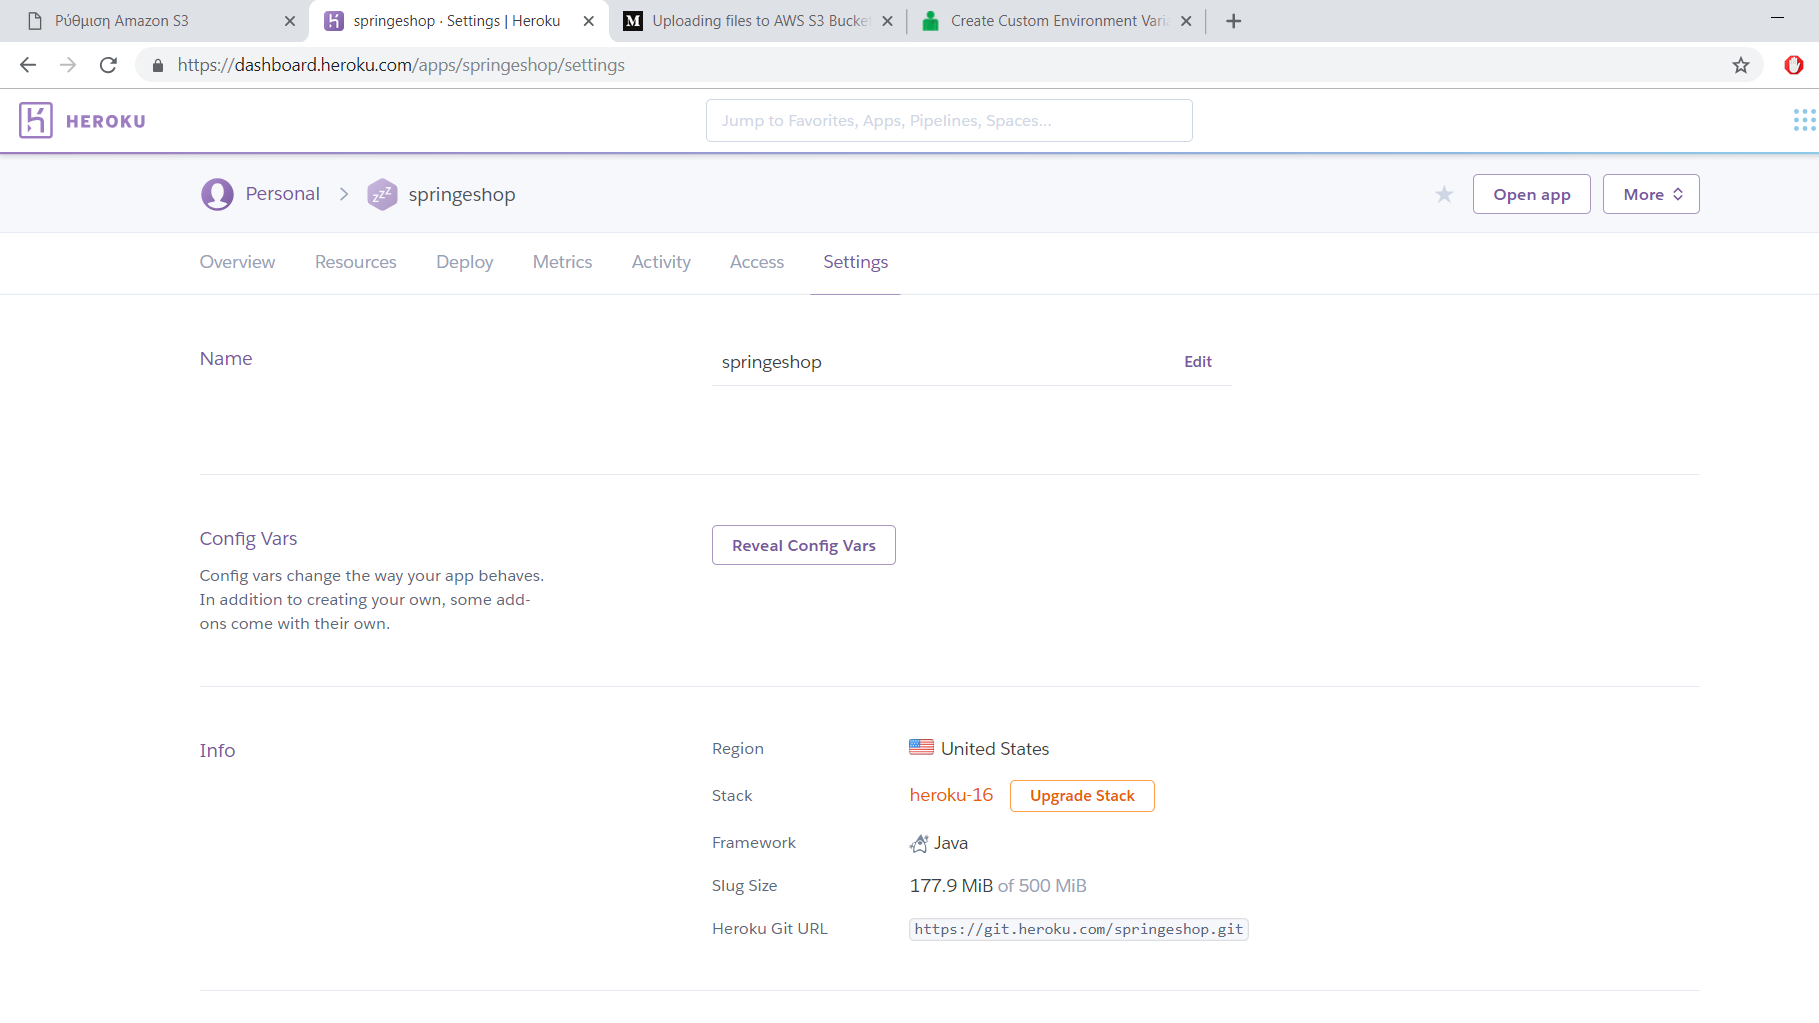 Ρύθμιση Amazon S3
springeshop · Settings | Heroku
Uploading files to AWS S3 Bucke
Create Custom Environment Varia
https://dashboard.heroku.com/apps/springeshop/settings
HEROKU
Jump to Favorites, Apps, Pipelines, Spaces...
Personal
springeshop
Open app
More
Overview
Resources
Deploy
Metrics
Activity
Access
Settings
Name
springeshop
Edit
Config Vars
Config vars change the way your app behaves.
In addition to creating your own, some add-
ons come with their own.
Reveal Config Vars
Info
Region
United States
Stack
heroku-16
Upgrade Stack
Framework
Java
Slug Size
177.9 MiB of 500 MiB
Heroku Git URL
https://git.heroku.com/springeshop.git